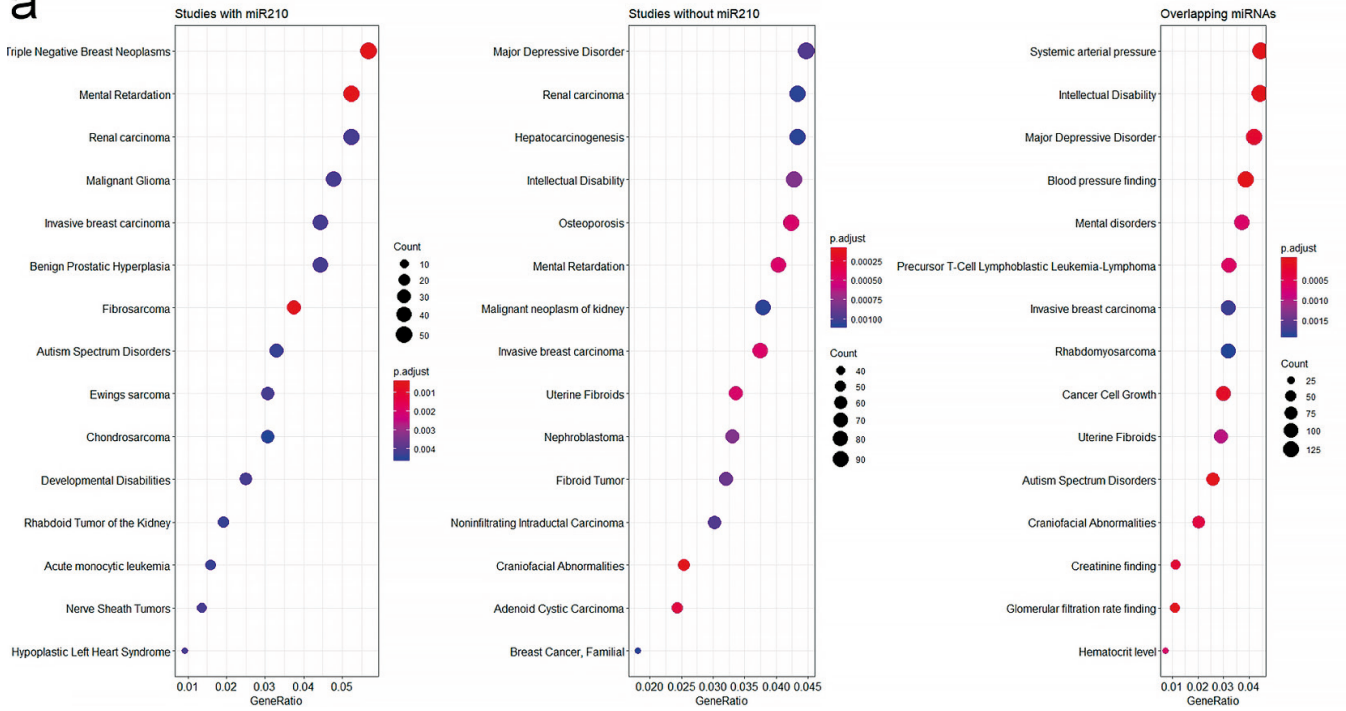 a
Studies with miR210
Triple Negative Breast Neoplasms
Mental Retardation
Renal carcinoma
Malignant Glioma
Invasive breast carcinoma
Benign Prostatic Hyperplasia
Fibrosarcoma
Autism Spectrum Disorders
Ewings sarcoma
Chondrosarcoma
Developmental Disabilities
Rhabdoid Tumor of the Kidney
Acute monocytic leukemia
Nerve Sheath Tumors
Hypoplastic Left Heart Syndrome
0.01 0.02 0.03 0.04 0.05
GeneRatio
Count
10
20
30
40
50
p.adjust
0.001
0.002
0.003
0.004
Studies without miR210
Major Depressive Disorder
Renal carcinoma
Hepatocarcinogenesis
Intellectual Disability
Osteoporosis
Mental Retardation
Malignant neoplasm of kidney
Invasive breast carcinoma
Uterine Fibroids
Nephroblastoma
Fibroid Tumor
Noninfiltrating Intraductal Carcinoma
Craniofacial Abnormalities
Adenoid Cystic Carcinoma
Breast Cancer, Familial
0.020 0.025 0.030 0.035 0.040 0.045
GeneRatio
p.adjust
0.00025
0.00050
0.00075
0.00100
Count
40
50
60
70
80
90
Overlapping miRNAs
Systemic arterial pressure
Intellectual Disability
Major Depressive Disorder
Blood pressure finding
Mental disorders
Precursor T-Cell Lymphoblastic Leukemia-Lymphoma
Invasive breast carcinoma
Rhabdomyosarcoma
Cancer Cell Growth
Uterine Fibroids
Autism Spectrum Disorders
Craniofacial Abnormalities
Creatinine finding
Glomerular filtration rate finding
Hematocrit level
0.01 0.02 0.03 0.04
GeneRatio
p.adjust
0.0005
0.0010
0.0015
Count
25
50
75
100
125